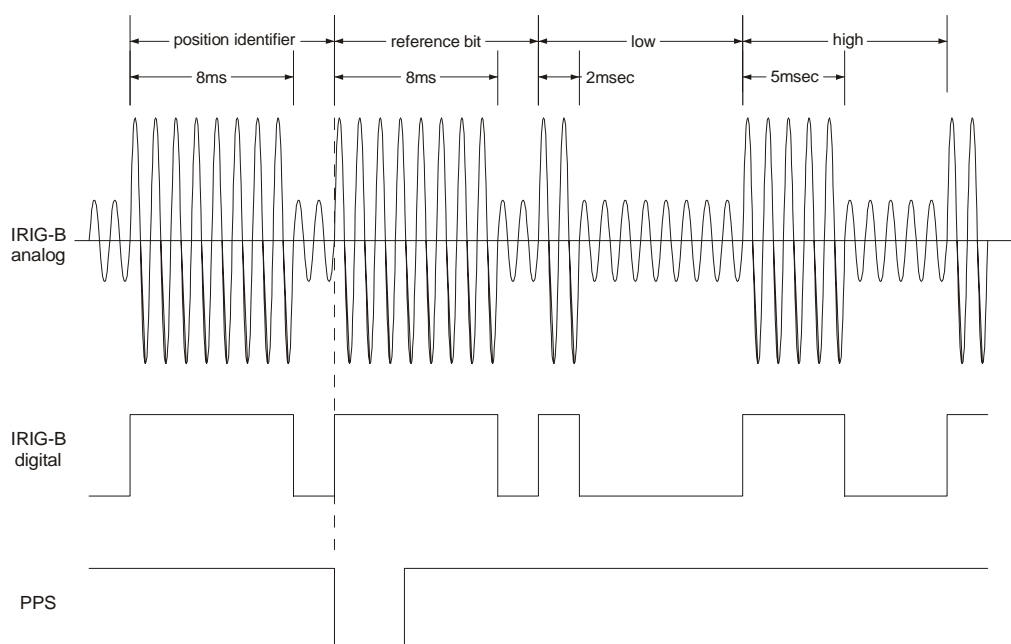 position identifier
reference bit
low
high
8ms
8ms
2msec
5msec
IRIG-B
analog
IRIG-B
digital
PPS